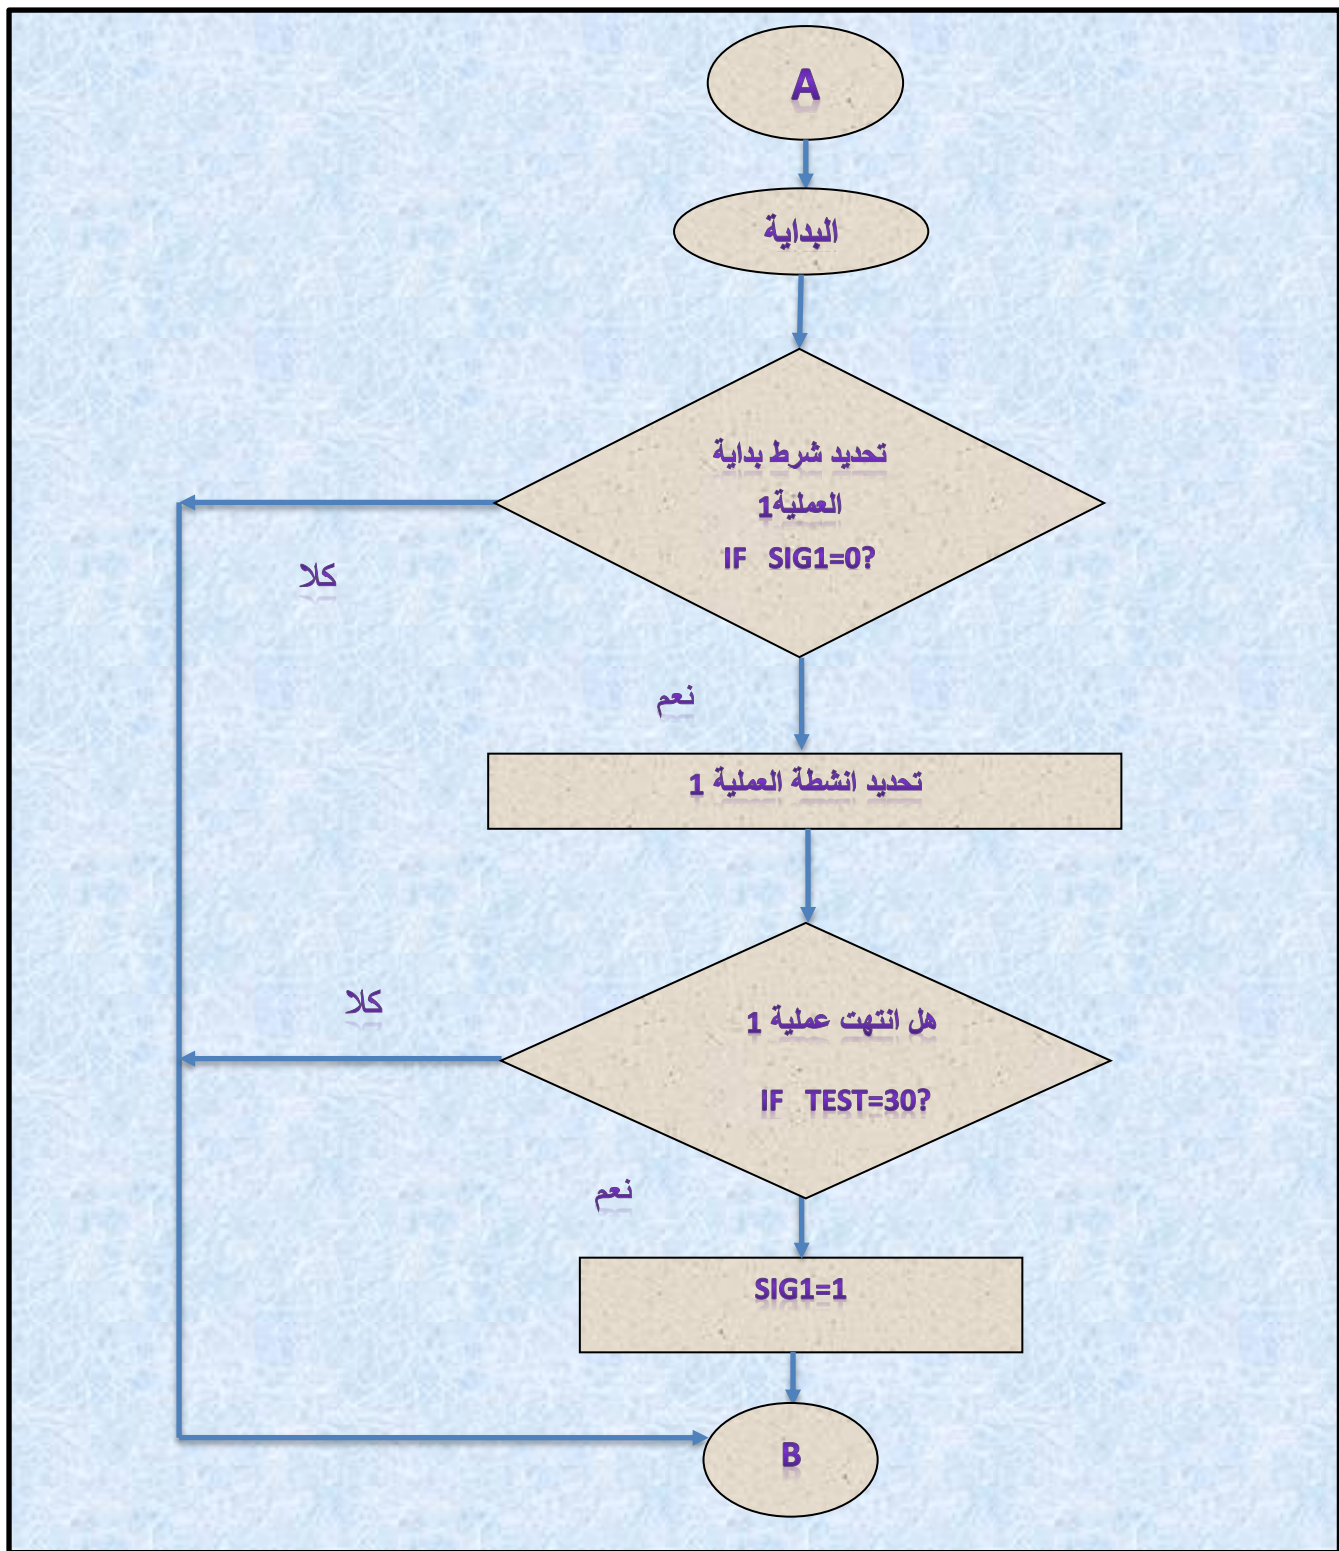 A
البداية
تحديد شرط بداية
العملية1
IF SIG1=0?
كلا
نعم
تحديد انشطة العملية 1
كلا
هل انتهت عملية 1
IF TEST=30?
نعم
SIG1=1
B